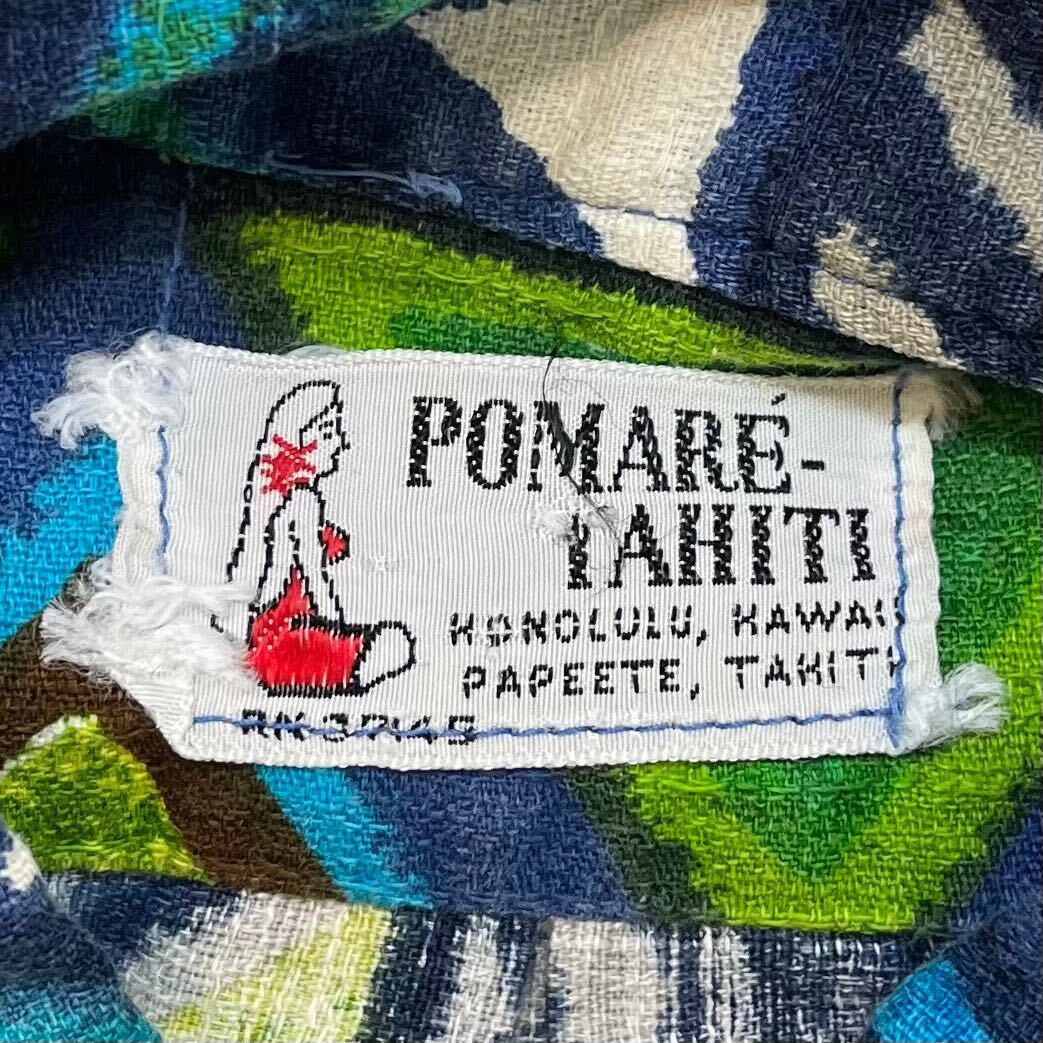 POMARÉ-
TAHITI
HONOLULU, HAWAII
PAPEETE, TAHITI